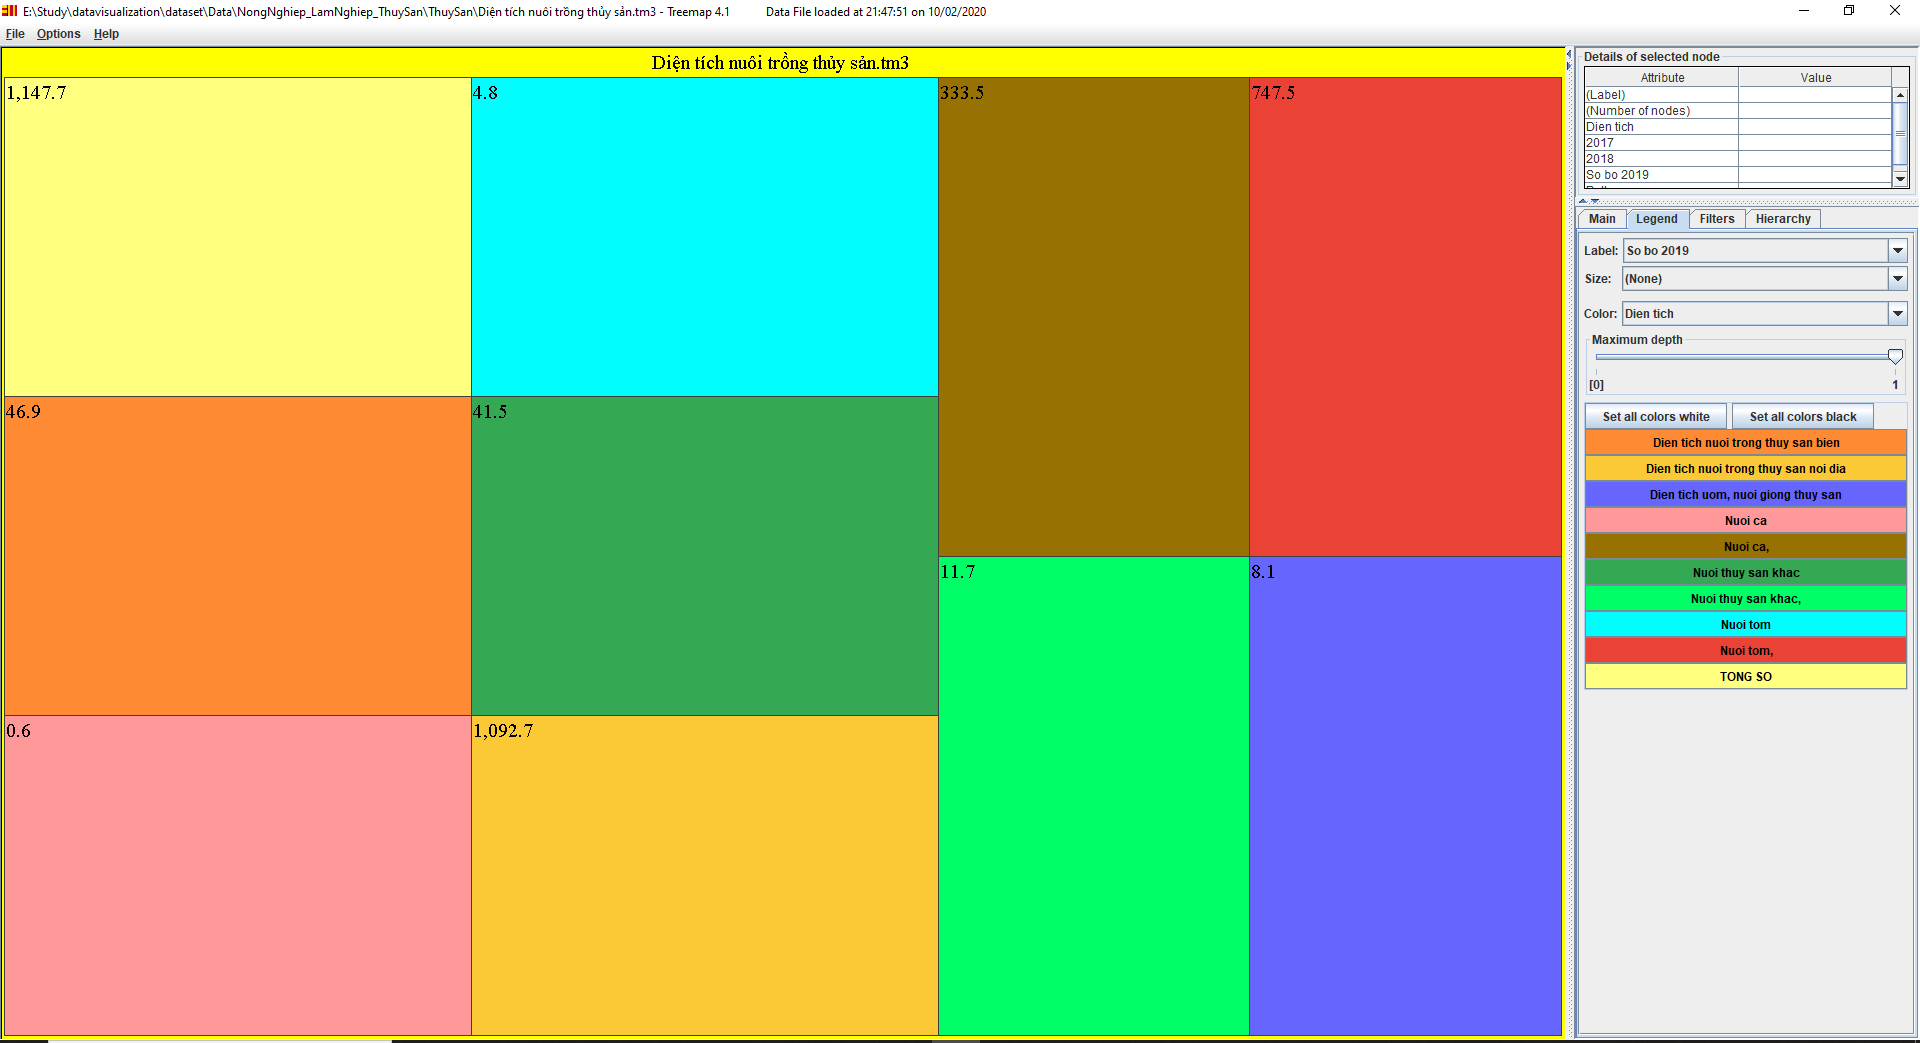 E:\Study\datavisualization\dataset\Data\NongNghiep_LamNghiep_ThuySan\ThuySan\Diện tích nuôi trồng thủy sản.tm3 - Treemap 4.1 Data File loaded at 21:47:51 on 10/02/2020
File Options Help
Diện tích nuôi trồng thủy sản.tm3
1,147.7
4.8
333.5
747.5
46.9
41.5
11.7
8.1
0.6
1,092.7
Details of selected node
Attribute Value
(Label)
(Number of nodes)
Dien tich
2017
2018
So bo 2019
Main Legend Filters Hierarchy
Label: So bo 2019
Size: (None)
Color: Dien tich
Maximum depth
[0] 1
Set all colors white Set all colors black
Dien tich nuoi trong thuy san bien
Dien tich nuoi trong thuy san noi dia
Dien tich uom, nuoi giong thuy san
Nuoi ca
Nuoi ca,
Nuoi thuy san khac
Nuoi thuy san khac,
Nuoi tom
Nuoi tom,
TONG SO